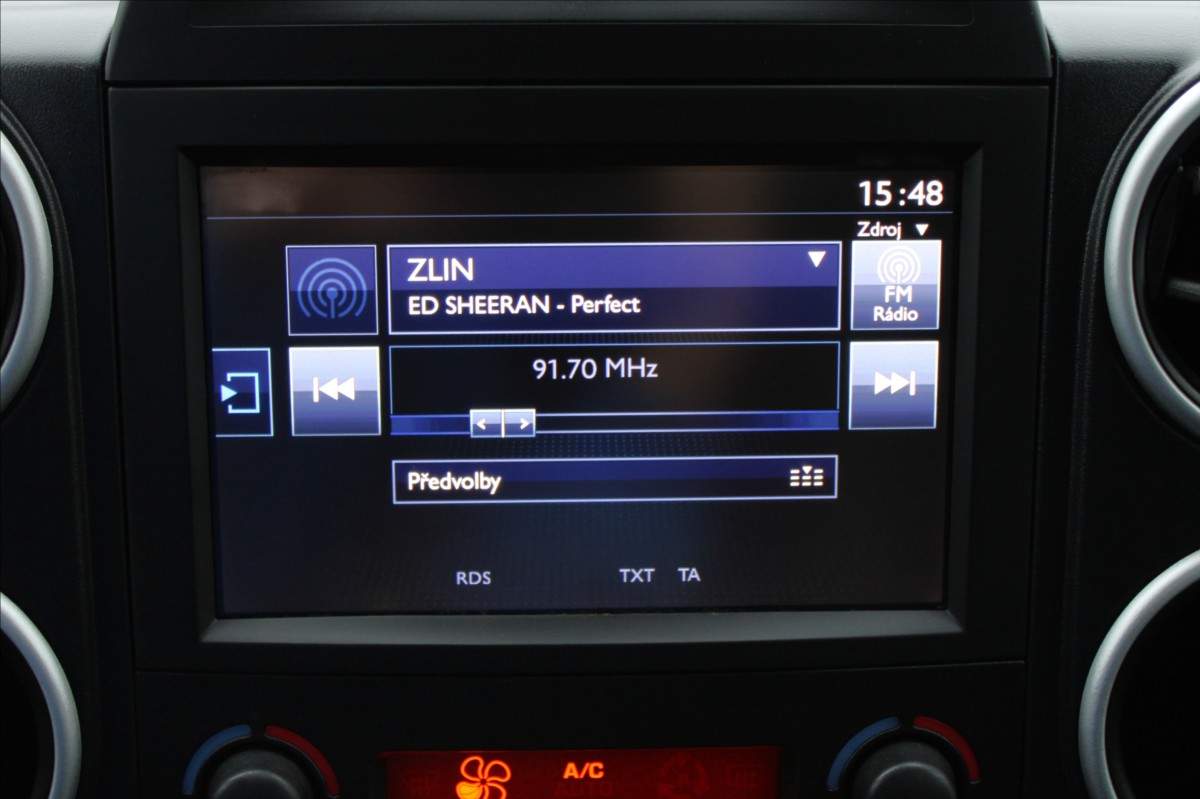 15:48
Zdroj
ZLIN
ED SHEERAN - Perfect
FM
Rádio
91.70 MHz
Předvolby
RDS TXT TA
A/C